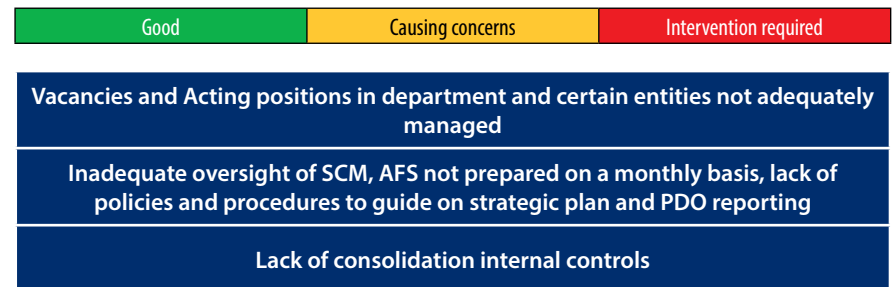 Good
Causing concerns
Intervention required
Vacancies and Acting positions in department and certain entities not adequately
managed
Inadequate oversight of SCM, AFS not prepared on a monthly basis, lack of
policies and procedures to guide on strategic plan and PDO reporting
Lack of consolidation internal controls